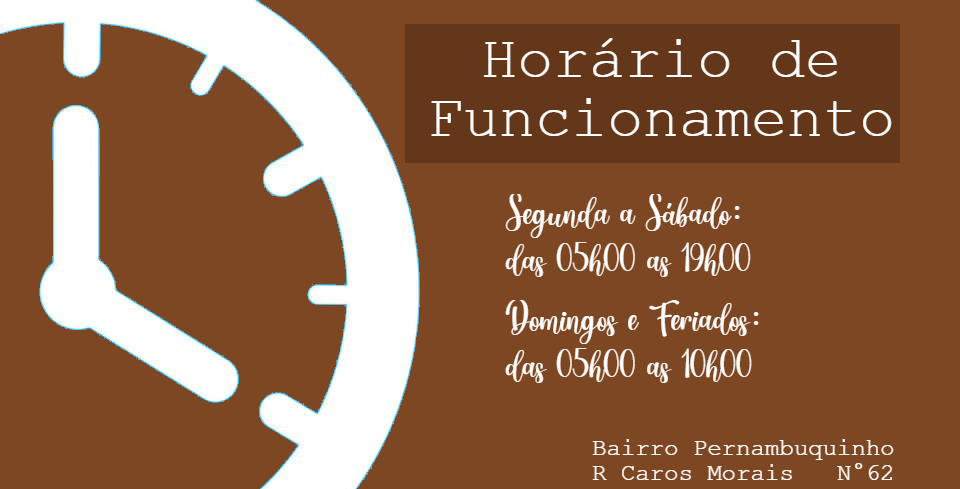 Horário de
Funcionamento
Segunda a Sábado:
das 05h00 as 19h00
Domingos e Feriados:
das 05h00 as 10h00
Bairro Pernambuquinho
R Caros Morais N°62